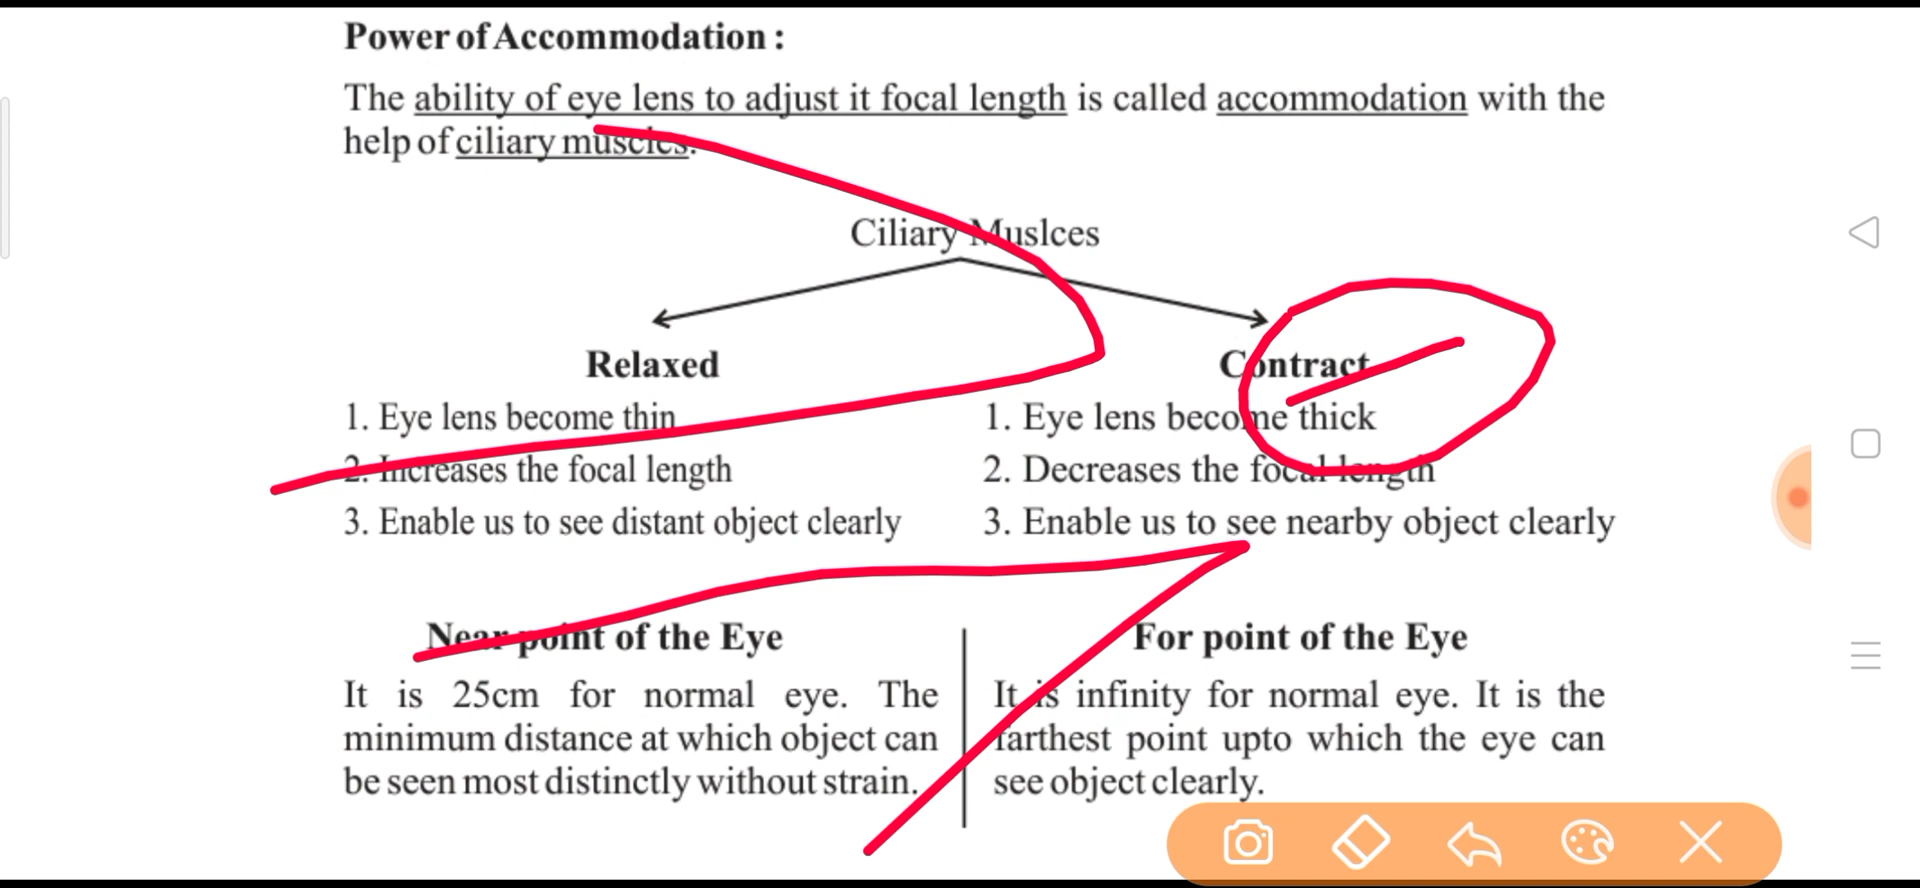 Power of Accommodation :
The ability of eye lens to adjust it focal length is called accommodation with the
help of ciliary muscles.
Ciliary Muslces
Relaxed
1. Eye lens become thin
2. Increases the focal length
3. Enable us to see distant object clearly
Contract
1. Eye lens become thick
2. Decreases the focal length
3. Enable us to see nearby object clearly
Near point of the Eye
It is 25cm for normal eye. The
minimum distance at which object can
be seen most distinctly without strain.
For point of the Eye
It is infinity for normal eye. It is the
farthest point upto which the eye can
see object clearly.